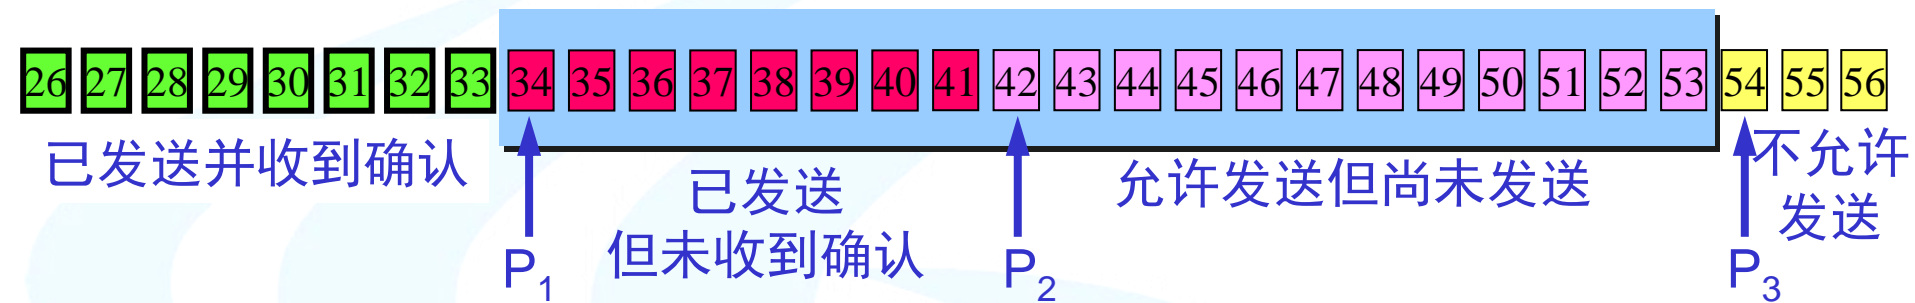 26 27 28 29 30 31 32 33 34 35 36 37 38 39 40 41 42 43 44 45 46 47 48 49 50 51 52 53 54 55 56
已发送并收到确认
已发送
但未收到确认
允许发送但尚未发送
不允许
发送
P1
P2
P3